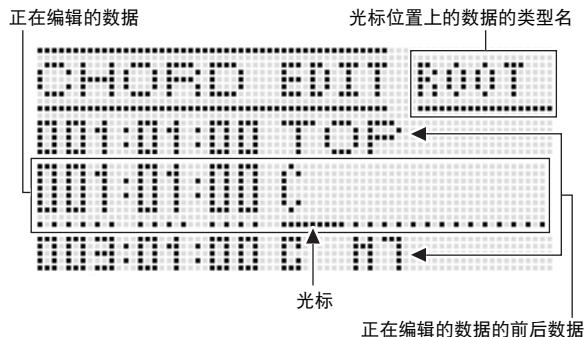 正在编辑的数据
光标位置上的数据的类型名
CHORD EDIT ROOT
001:01:00 TOP
001:01:00 C
003:01:00 G M7
光标
正在编辑的数据的前后数据